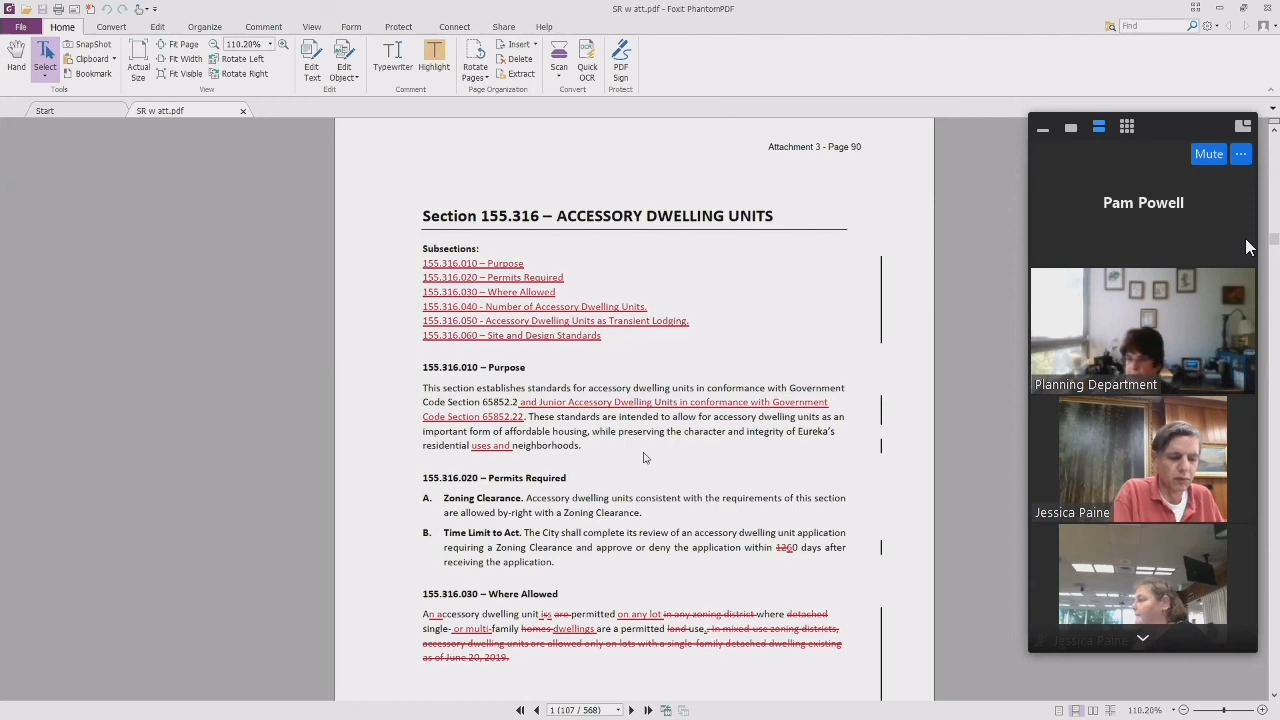 SR w att.pdf - Foxit PhantomPDF
File Home Convert Edit Organize Comment View Form Protect Connect Share Help Find
Hand
Select
SnapShot
Clipboard
Bookmark
Tools
Actual Size
Fit Page
Fit Width
Fit Visible
110.20%
Rotate Left
Rotate Right
View
Edit Text
Edit Object
Edit
Typewriter
Highlight
Comment
Rotate Pages
Insert
Delete
Extract
Page Organization
Scan
Quick OCR
Convert
PDF Sign
Protect
Start
SR w att.pdf
Attachment 3 - Page 90
Section 155.316 – ACCESSORY DWELLING UNITS
Subsections:
155.316.010 – Purpose
155.316.020 – Permits Required
155.316.030 – Where Allowed
155.316.040 - Number of Accessory Dwelling Units.
155.316.050 - Accessory Dwelling Units as Transient Lodging.
155.316.060 – Site and Design Standards
155.316.010 – Purpose
This section establishes standards for accessory dwelling units in conformance with Government
Code Section 65852.2 and Junior Accessory Dwelling Units in conformance with Government
Code Section 65852.22. These standards are intended to allow for accessory dwelling units as an
important form of affordable housing, while preserving the character and integrity of Eureka's
residential uses and neighborhoods.
155.316.020 – Permits Required
A. Zoning Clearance. Accessory dwelling units consistent with the requirements of this section
are allowed by-right with a Zoning Clearance.
B. Time Limit to Act. The City shall complete its review of an accessory dwelling unit application
requiring a Zoning Clearance and approve or deny the application within 1260 days after
receiving the application.
155.316.030 – Where Allowed
An accessory dwelling unit is are permitted on any lot in any zoning district where detached
single- or multi-family homes dwellings are a permitted land use. In mixed use zoning districts,
accessory dwelling units are allowed only on lots with a single-family detached dwelling existing
as of June 20, 2019.
Mute
Pam Powell
Planning Department
Jessica Paine
Jessica Paine
1 (107 / 568)
110.20%